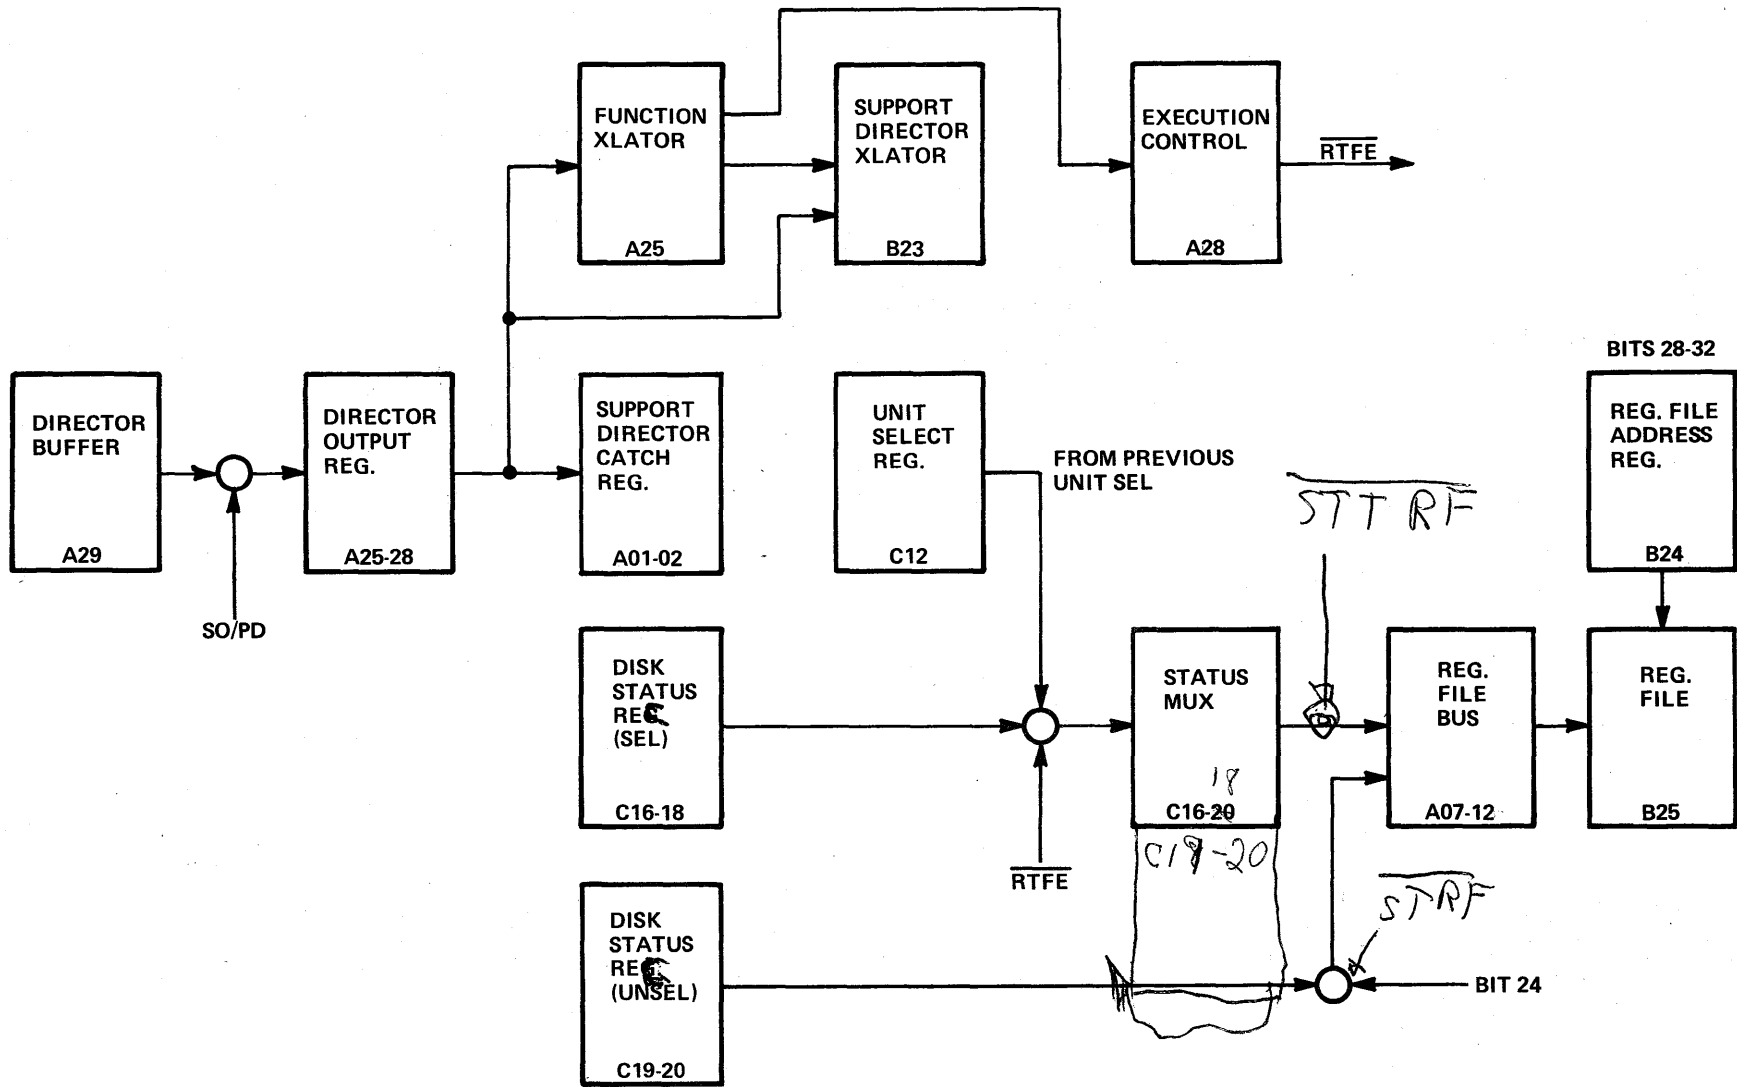 FUNCTION
XLATOR
A25
SUPPORT
DIRECTOR
XLATOR
B23
EXECUTION
CONTROL
A28
RTFE
DIRECTOR
BUFFER
A29
SO/PD
DIRECTOR
OUTPUT
REG.
A25-28
SUPPORT
DIRECTOR
CATCH
REG.
A01-02
UNIT
SELECT
REG.
C12
FROM PREVIOUS
UNIT SEL
STT RF
BITS 28-32
REG. FILE
ADDRESS
REG.
B24
DISK
STATUS
REG
(SEL)
C16-18
RTFE
STATUS
MUX
18
C16-20
C19-20
REG.
FILE
BUS
A07-12
REG.
FILE
B25
DISK
STATUS
REG.
(UNSEL)
C19-20
STRF
BIT 24